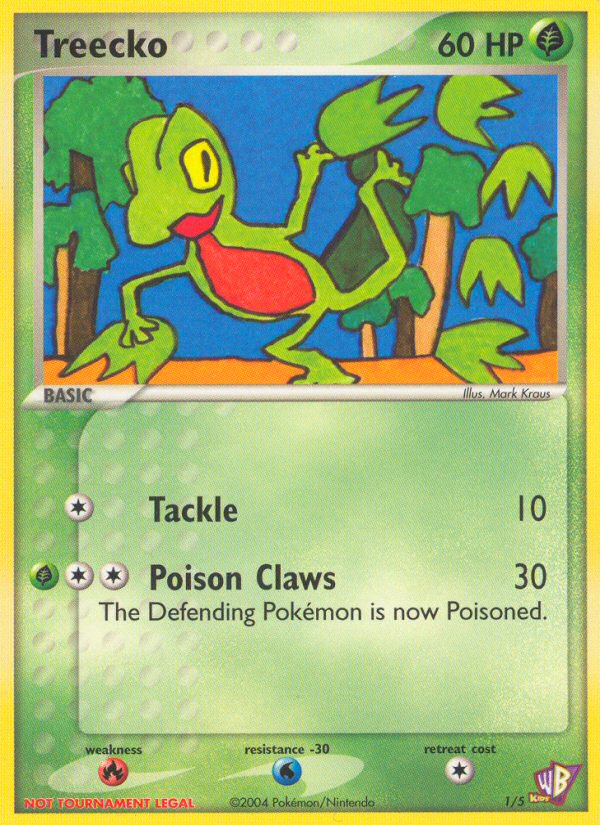 Treecko 60 HP
BASIC Illus. Mark Kraus
Tackle 10
Poison Claws 30
The Defending Pokémon is now Poisoned.
weakness resistance -30 retreat cost
NOT TOURNAMENT LEGAL ©2004 Pokémon/Nintendo 1/5 WB KIDS